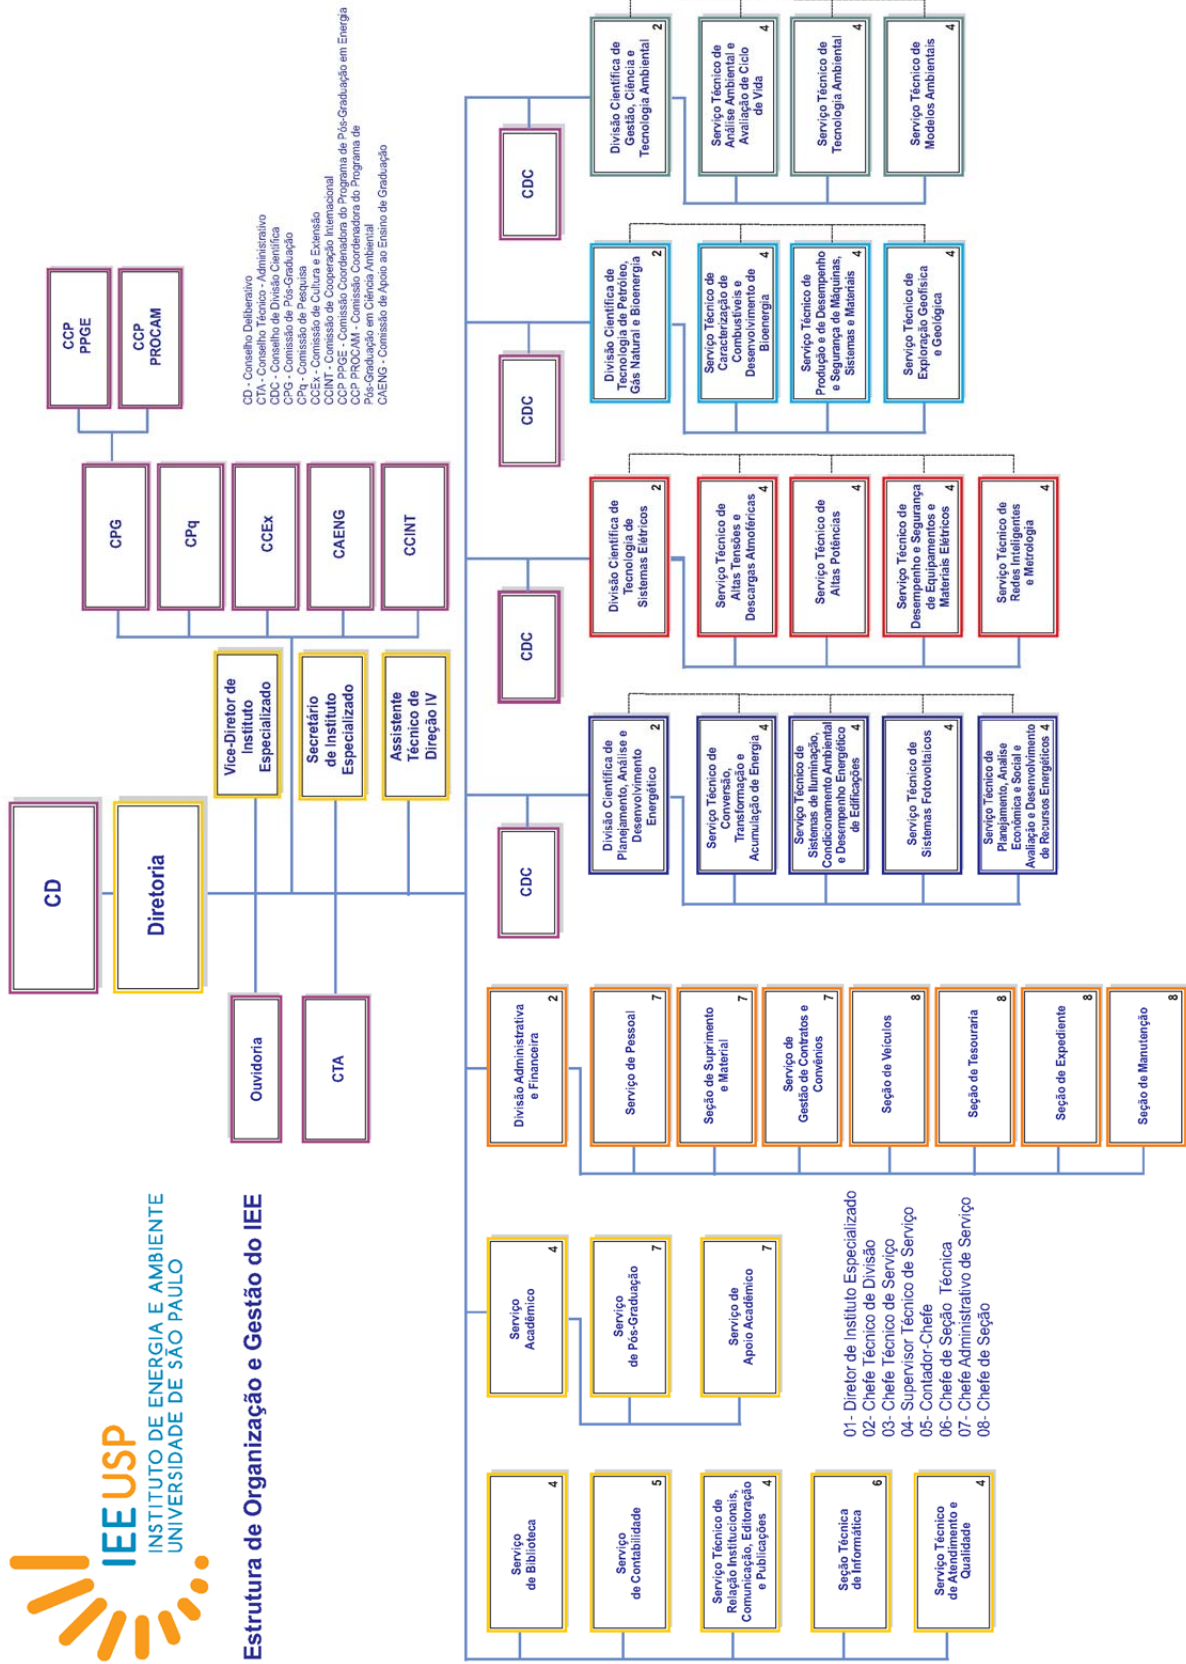 IEE USP
INSTITUTO DE ENERGIA E AMBIENTE
UNIVERSIDADE DE SÃO PAULO
Estrutura de Organização e Gestão do IEE
CD
Diretoria
Ouvidoria
CTA
Vice-Diretor de
Instituto
Especializado
Secretário
de Instituto
Especializado
Assistente
Técnico de
Direção IV
CPG
CPq
CCEx
CAENG
CCINT
CCP
PPGE
CCP
PROCAM
CD - Conselho Deliberativo
CTA - Conselho Técnico - Administrativo
CDC - Conselho de Divisão Científica
CPG - Comissão de Pós-Graduação
CPq - Comissão de Pesquisa
CCEx - Comissão de Cultura e Extensão
CCINT - Comissão de Cooperação Internacional
CCP PPGE - Comissão Coordenadora do Programa de Pós-Graduação em Energia
CCP PROCAM - Comissão Coordenadora do Programa de
Pós-Graduação em Ciência Ambiental
CAENG - Comissão de Apoio ao Ensino de Graduação
Serviço
de Biblioteca
4
Serviço
de Contabilidade
5
Serviço Técnico de
Relação Institucionais,
Comunicação, Editoração
e Publicações
4
Seção Técnica
de Informática
6
Serviço Técnico
de Atendimento e
Qualidade
4
Serviço
Acadêmico
4
Serviço
de Pós-Graduação
7
Serviço de
Apoio Acadêmico
7
01- Diretor de Instituto Especializado
02- Chefe Técnico de Divisão
03- Chefe Técnico de Serviço
04- Supervisor Técnico de Serviço
05- Contador-Chefe
06- Chefe de Seção Técnica
07- Chefe Administrativo de Serviço
08- Chefe de Seção
Divisão Administrativa
e Financeira
2
Serviço de Pessoal
7
Seção de Suprimento
e Material
7
Serviço de
Gestão de Contratos e
Convênios
7
Seção de Veículos
8
Seção de Tesouraria
8
Seção de Expediente
8
Seção de Manutenção
8
CDC
Divisão Científica de
Planejamento, Análise e
Desenvolvimento
Energético
2
Serviço Técnico de
Conversão,
Transformação e
Acumulação de Energia
4
Serviço Técnico de
Sistemas de Iluminação,
Condicionamento Ambiental
e Desempenho Energético
de Edificações
4
Serviço Técnico de
Sistemas Fotovoltaicos
4
Serviço Técnico de
Planejamento, Analise
Econômica e Social e
Avaliação e Desenvolvimento
de Recursos Energéticos
4
CDC
Divisão Científica de
Tecnologia de
Sistemas Elétricos
2
Serviço Técnico de
Altas Tensões e
Descargas Atmoféricas
4
Serviço Técnico de
Altas Potências
4
Serviço Técnico de
Desempenho e Segurança
de Equipamentos e
Materiais Elétricos
4
Serviço Técnico de
Redes Inteligentes
e Metrologia
4
CDC
Divisão Científica de
Tecnologia de Petróleo,
Gás Natural e Bioenergia
2
Serviço Técnico de
Caracterização de
Combustíveis e
Desenvolvimento de
Bioenergia
4
Serviço Técnico de
Produção e de Desempenho
e Segurança de Máquinas,
Sistemas e Materiais
4
Serviço Técnico de
Exploração Geofísica
e Geológica
4
CDC
Divisão Científica de
Gestão, Ciência e
Tecnologia Ambiental
2
Serviço Técnico de
Análise Ambiental e
Avaliação de Ciclo
de Vida
4
Serviço Técnico de
Tecnologia Ambiental
4
Serviço Técnico de
Modelos Ambientais
4